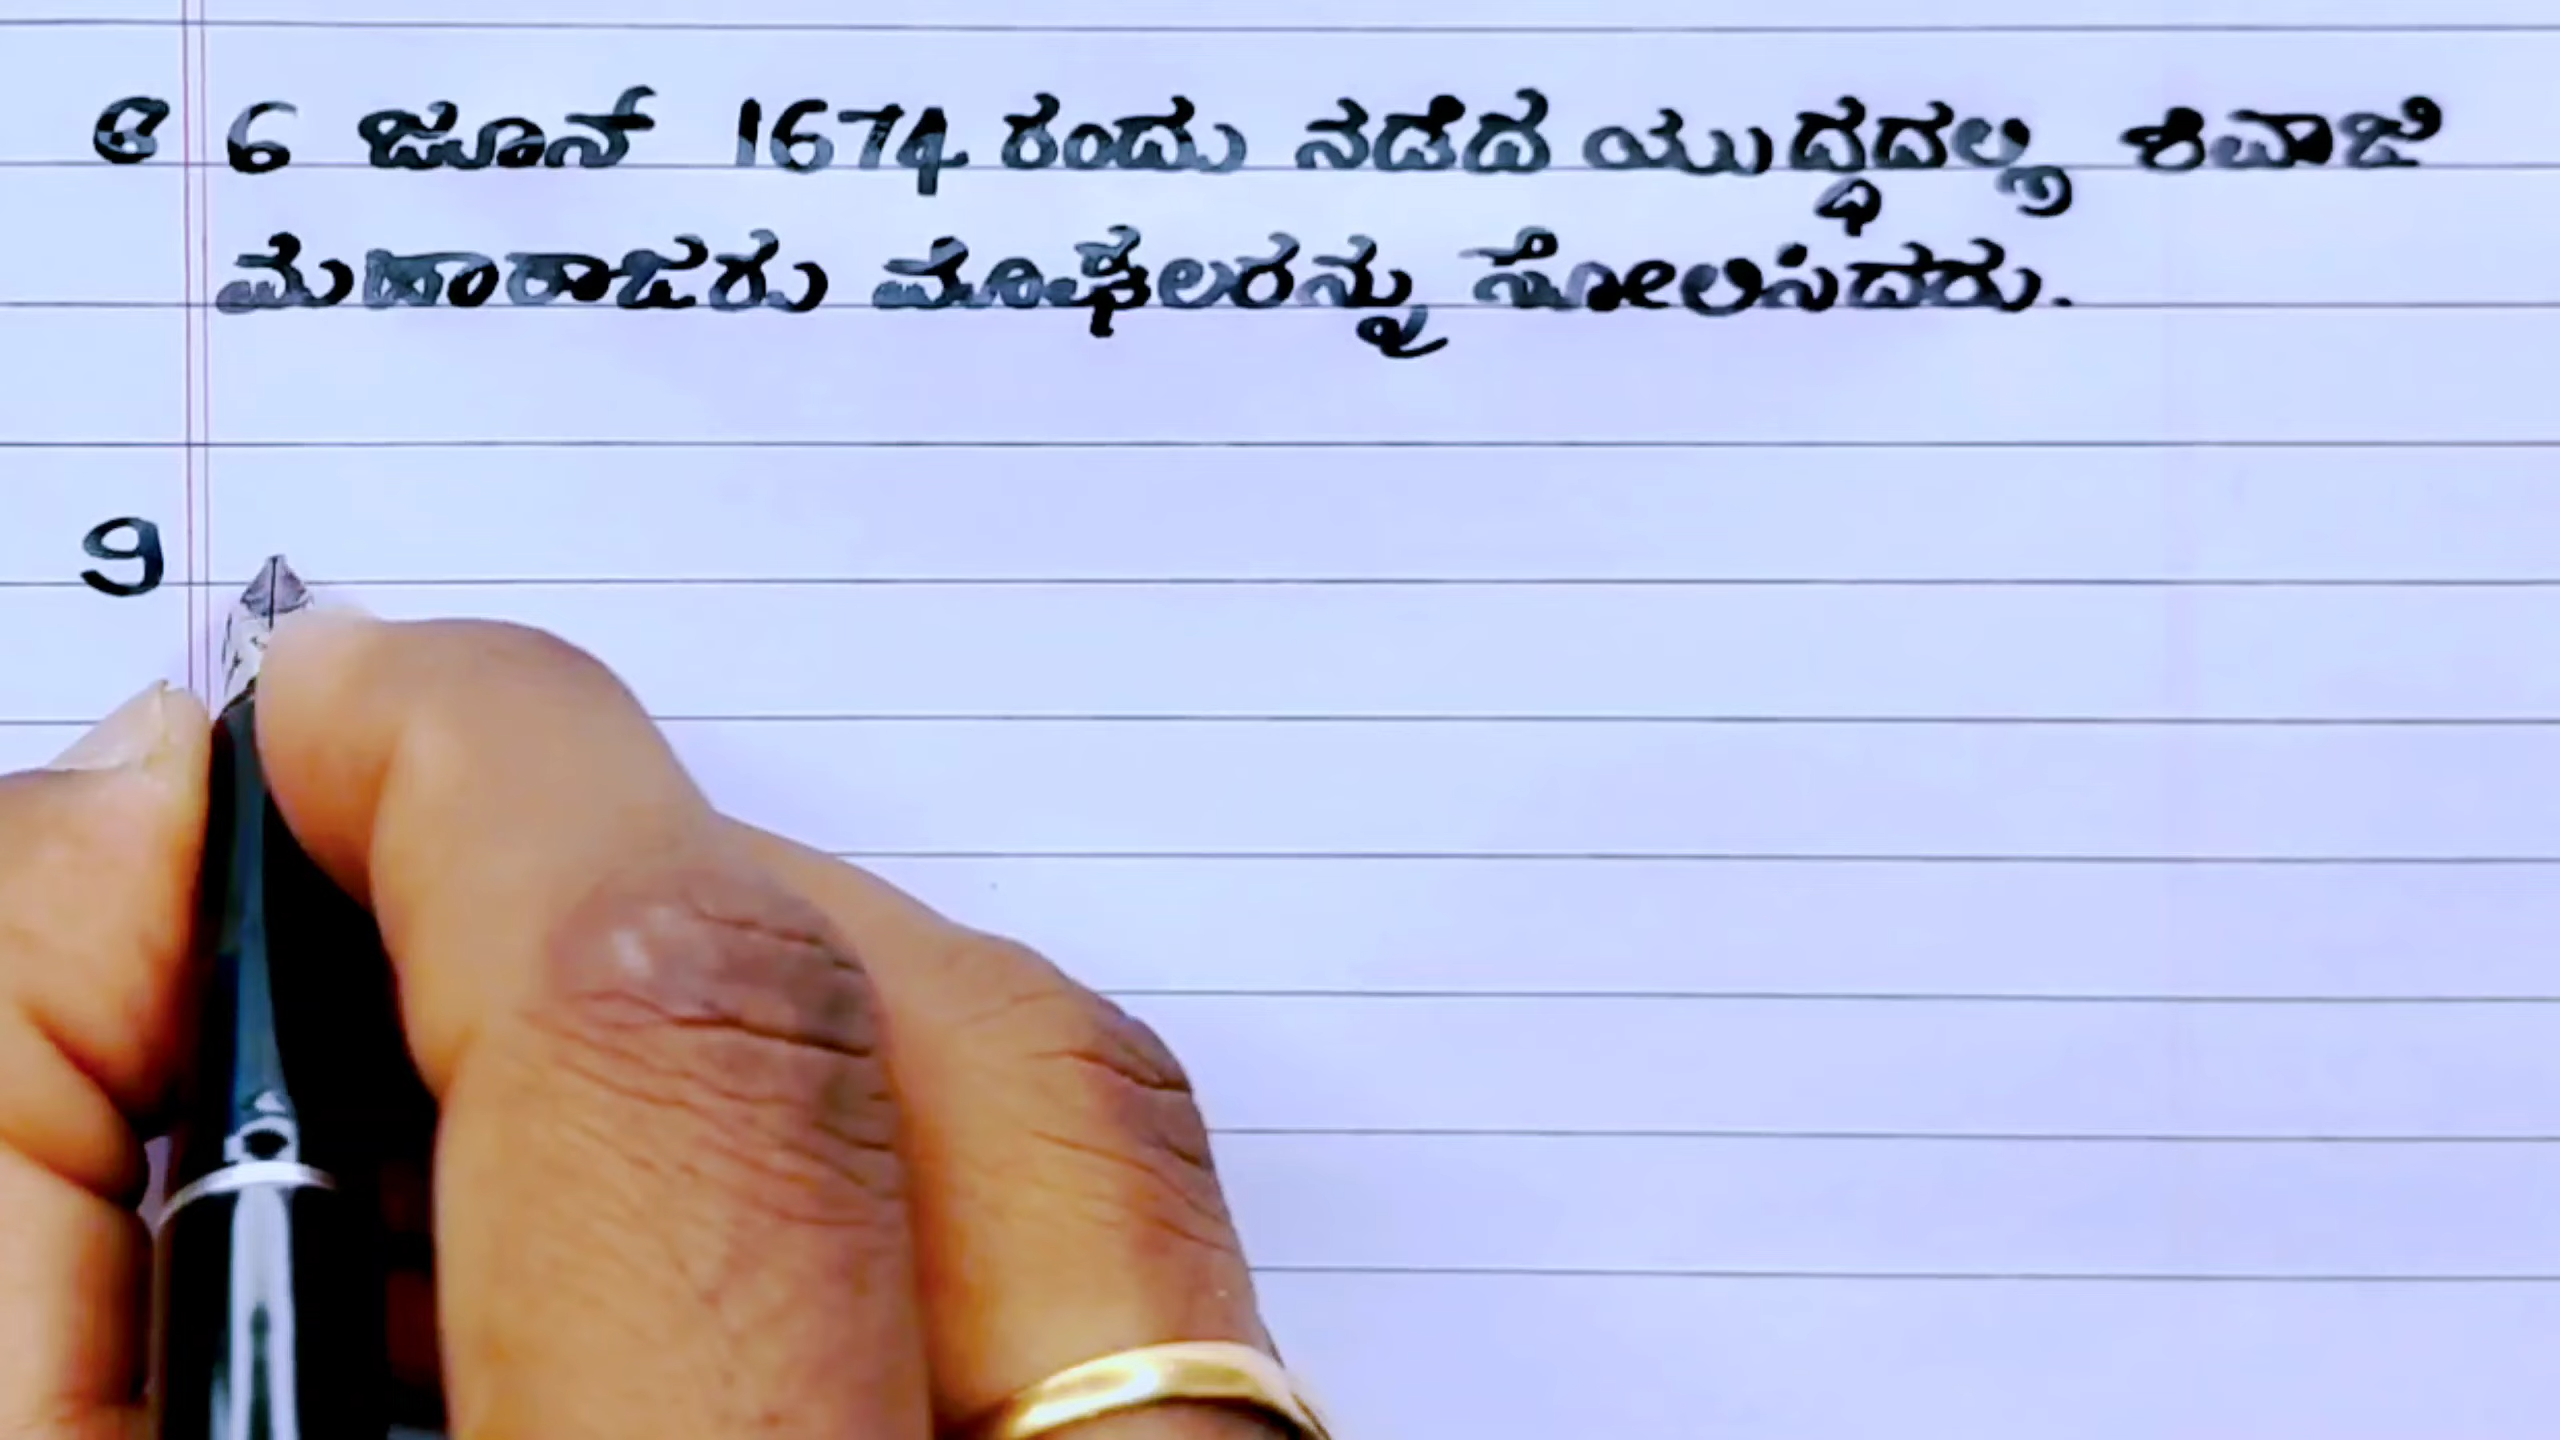 8 6 ಜೂನ್ 1674 ರಂದು ನಡೆದ ಯುದ್ಧದಲ್ಲಿ ಶಿವಾಜಿ
ಮಹಾರಾಜರು ಮೊಘಲರನ್ನು ಸೋಲಿಸಿದರು.
9